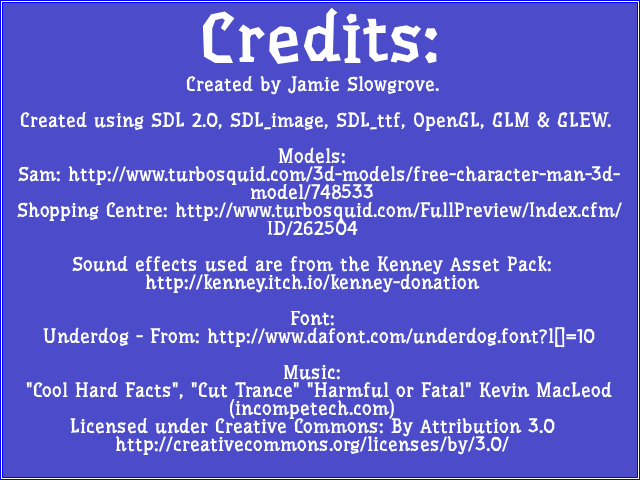 Credits:
Created by Jamie Slowgrove.
Created using SDL 2.0, SDL_image, SDL_ttf, OpenGL, GLM & GLEW.
Models:
Sam: http://www.turbosquid.com/3d-models/free-character-man-3d-
model/748533
Shopping Centre: http://www.turbosquid.com/FullPreview/Index.cfm/
ID/262504
Sound effects used are from the Kenney Asset Pack:
http://kenney.itch.io/kenney-donation
Font:
Underdog - From: http://www.dafont.com/underdog.font?l[]=10
Music:
"Cool Hard Facts", "Cut Trance" "Harmful or Fatal" Kevin MacLeod
(incompetech.com)
Licensed under Creative Commons: By Attribution 3.0
http://creativecommons.org/licenses/by/3.0/